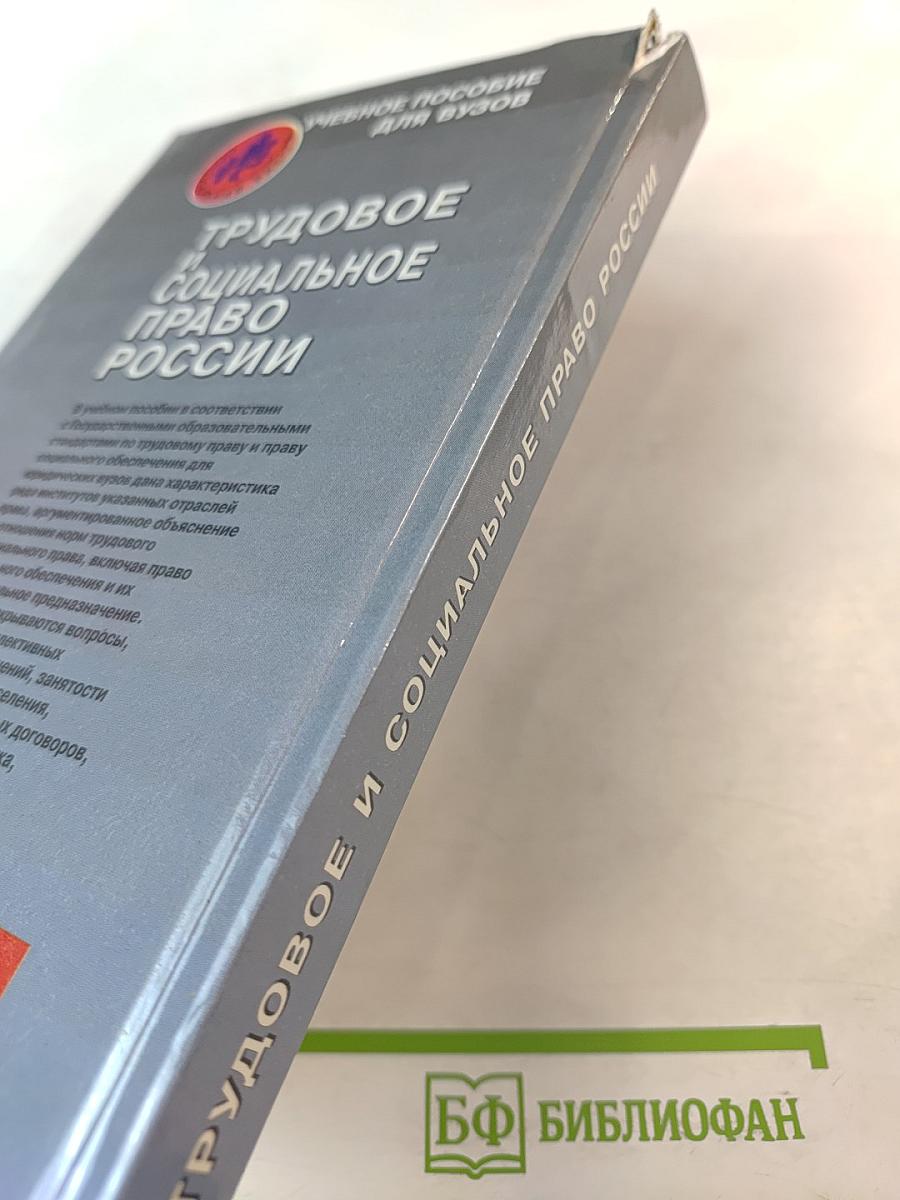 УЧЕБНОЕ ПОСОБИЕ
ДЛЯ ВУЗОВ
ТРУДОВОЕ
И
СОЦИАЛЬНОЕ
ПРАВО
РОССИИ
В учебном пособии в соответствии
с Государственными образовательными
стандартами по трудовому праву и праву
социального обеспечения для
юридических вузов дана характеристика
ряда институтов указанных отраслей
аргументированное объяснение
норм трудового
права, включая право
обеспечения и их
предназначение.
вопросы,
занятости
договоров,
ТРУДОВОЕ И СОЦИАЛЬНОЕ ПРАВО РОССИИ
БФ БИБЛИОФАН